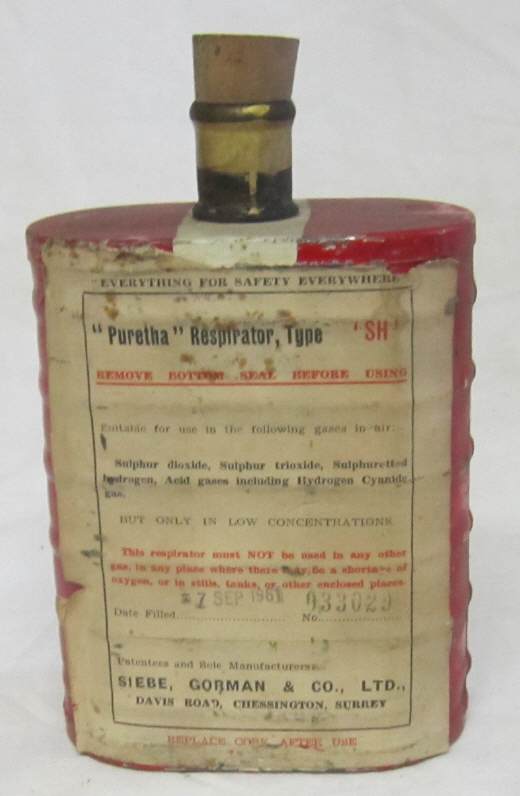 "EVERYTHING FOR SAFETY EVERYWHERE"
"Puretha" Respirator, Type 'SH'
REMOVE BOTTOM SEAL BEFORE USING
Suitable for use in the following gases in air:
Sulphur dioxide, Sulphur trioxide, Sulphuretted
hydrogen, Acid gases including Hydrogen Cyanide
gas.
BUT ONLY IN LOW CONCENTRATIONS
This respirator must NOT be used in any other
gas, in any place where there may be a shortage of
oxygen, or in stills, tanks, or other enclosed places.
Date Filled 7 SEP No. 033029
Patentees and Sole Manufacturers:
SIEBE, GORMAN & CO., LTD.,
DAVIS ROAD, CHESSINGTON, SURREY
REPLACE CORK AFTER USE